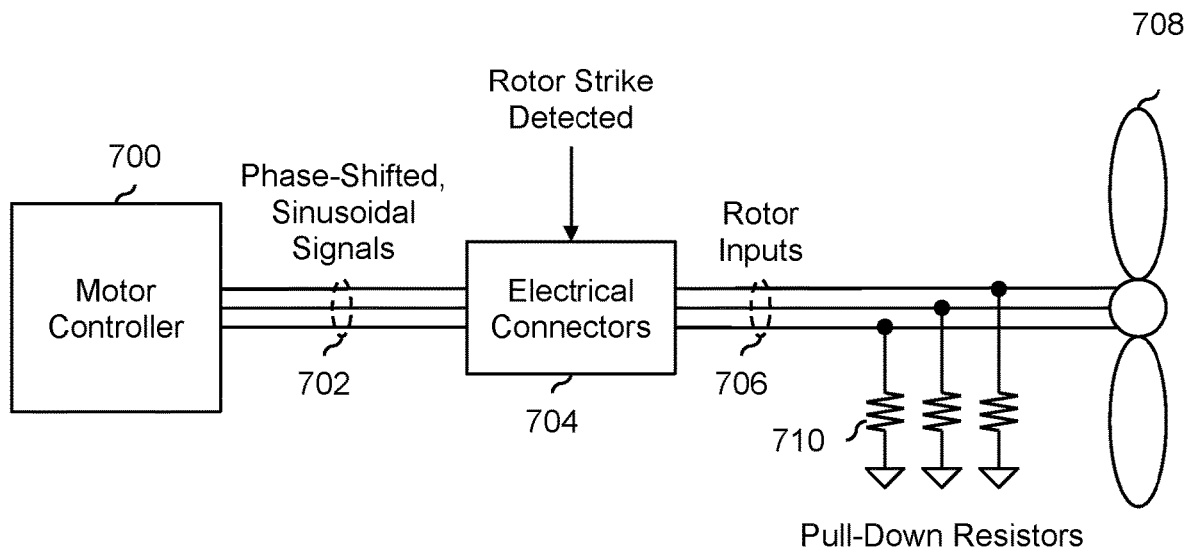 708
Rotor Strike
Detected
700
Phase-Shifted,
Sinusoidal
Signals
Rotor
Inputs
Motor
Controller
Electrical
Connectors
702
704
706
710
Pull-Down Resistors